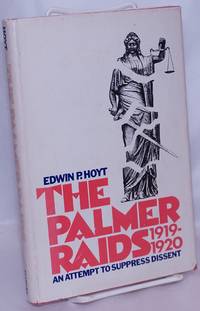 EDWIN P. HOYT
THE
PALMER
RAIDS
1919-
1920
AN ATTEMPT TO SUPPRESS DISSENT